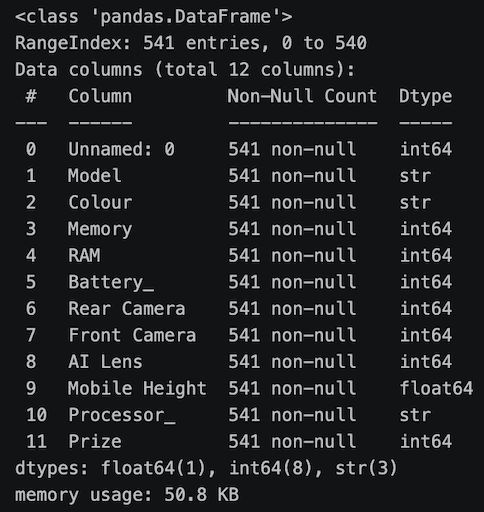 <class 'pandas.DataFrame'>
RangeIndex: 541 entries, 0 to 540
Data columns (total 12 columns):
 #   Column         Non-Null Count  Dtype
---  ------         --------------  -----
 0   Unnamed: 0     541 non-null    int64
 1   Model          541 non-null    str
 2   Colour         541 non-null    str
 3   Memory         541 non-null    int64
 4   RAM            541 non-null    int64
 5   Battery_       541 non-null    int64
 6   Rear Camera    541 non-null    int64
 7   Front Camera   541 non-null    int64
 8   AI Lens        541 non-null    int64
 9   Mobile Height  541 non-null    float64
 10  Processor_     541 non-null    str
 11  Prize          541 non-null    int64
dtypes: float64(1), int64(8), str(3)
memory usage: 50.8 KB